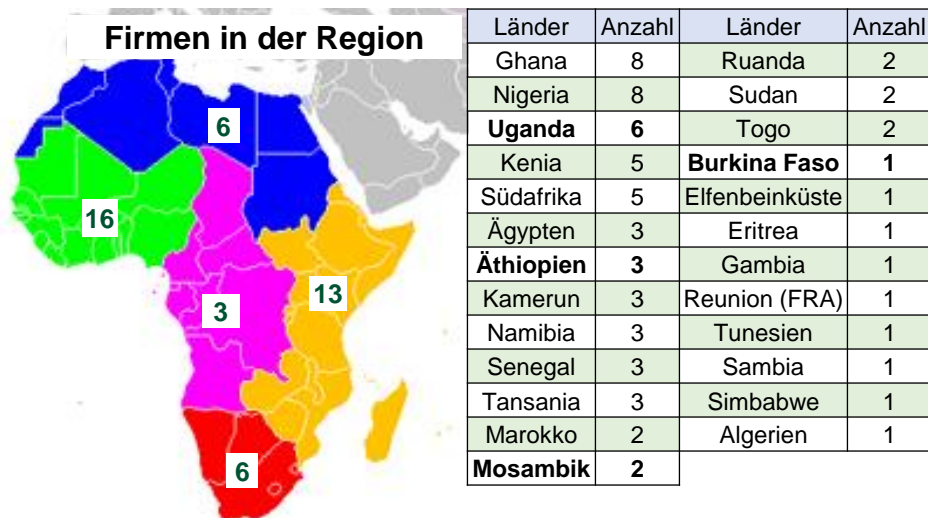 Firmen in der Region
6
16
3
13
6
Länder Anzahl Länder Anzahl
Ghana 8 Ruanda 2
Nigeria 8 Sudan 2
Uganda 6 Togo 2
Kenia 5 Burkina Faso 1
Südafrika 5 Elfenbeinküste 1
Ägypten 3 Eritrea 1
Äthiopien 3 Gambia 1
Kamerun 3 Reunion (FRA) 1
Namibia 3 Tunesien 1
Senegal 3 Sambia 1
Tansania 3 Simbabwe 1
Marokko 2 Algerien 1
Mosambik 2